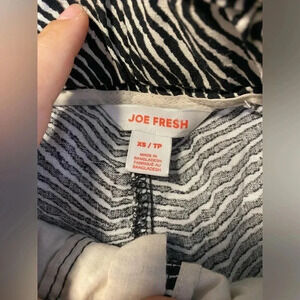 JOE FRESH
XS / TP
MADE IN
BANGLADESH
FABRIQUÉ AU
BANGLADESH